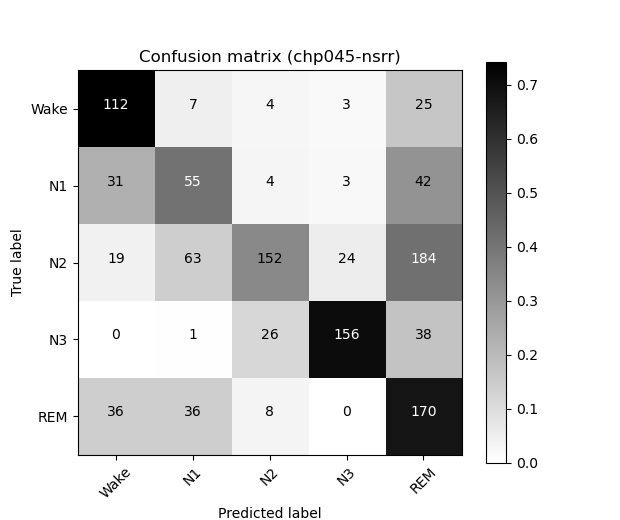 Confusion matrix (chp045-nsrr)
True label
Wake 112 7 4 3 25
N1 31 55 4 3 42
N2 19 63 152 24 184
N3 0 1 26 156 38
REM 36 36 8 0 170
Wake N1 N2 N3 REM
Predicted label
0.7
0.6
0.5
0.4
0.3
0.2
0.1
0.0